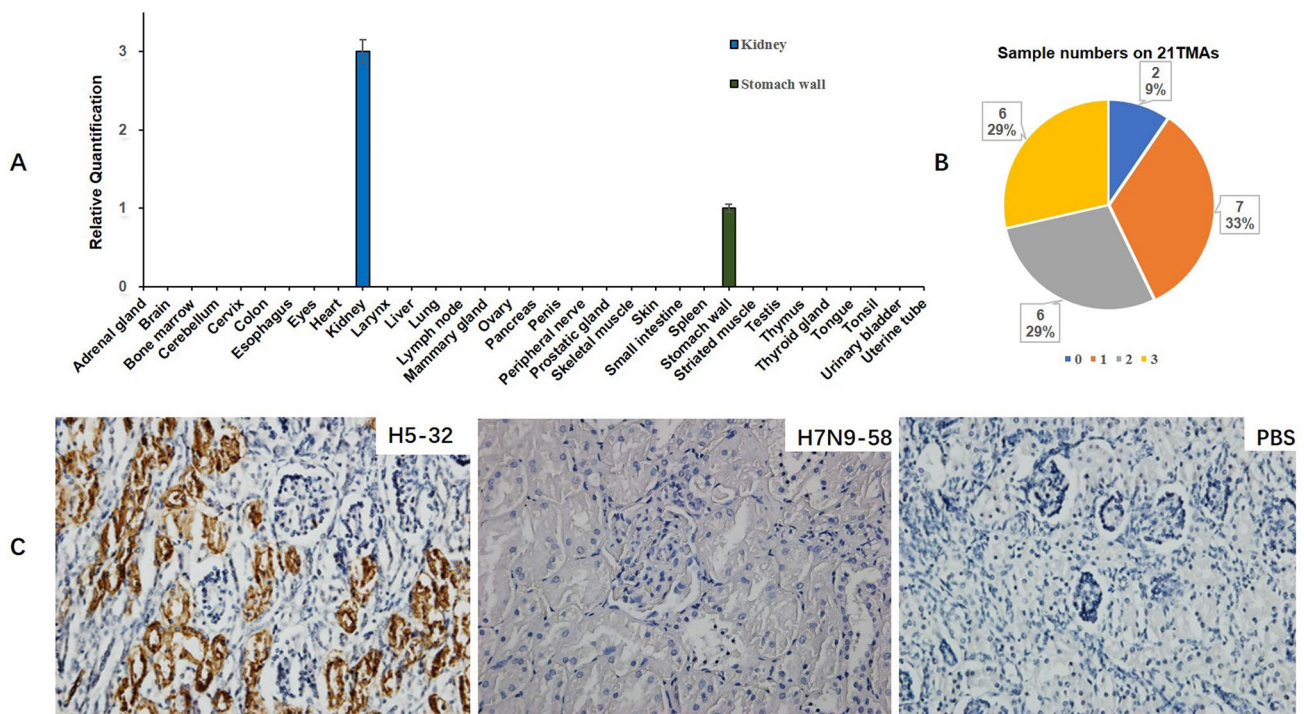 A
Relative Quantification
3
2
1
0
Kidney
Stomach wall
Adrenal gland
Brain
Bone marrow
Cerebellum
Cervix
Colon
Esophagus
Eyes
Heart
Kidney
Larynx
Liver
Lung
Lymph node
Mammary gland
Ovary
Pancreas
Penis
Peripheral nerve
Prostatic gland
Skeletal muscle
Skin
Small intestine
Spleen
Stomach wall
Striated muscle
Testis
Thymus
Thyroid gland
Tongue
Tonsil
Urinary bladder
Uterine tube
B
Sample numbers on 21TMAs
2
9%
7
33%
6
29%
6
29%
0 1 2 3
C
H5-32
H7N9-58
PBS